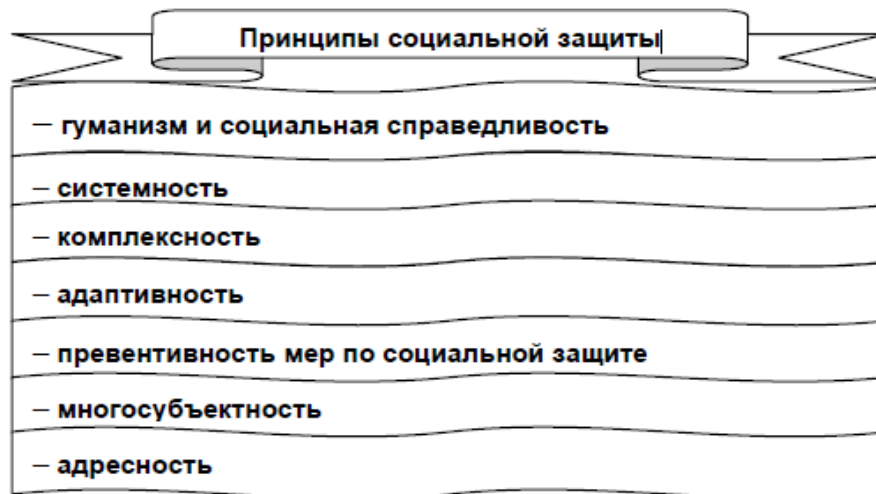 Принципы социальной защиты
– гуманизм и социальная справедливость
– системность
– комплексность
– адаптивность
– превентивность мер по социальной защите
– многосубъектность
– адресность